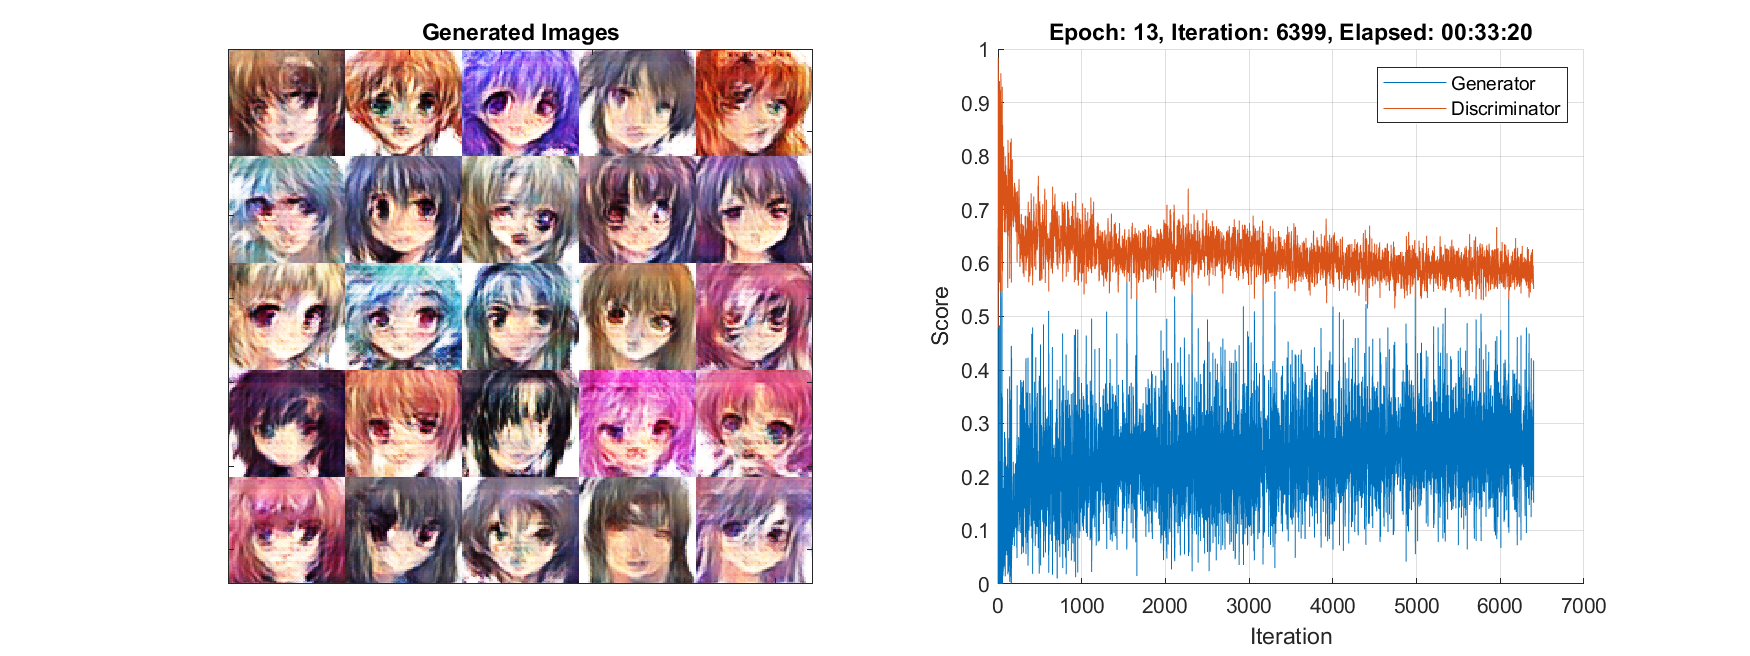 Generated Images
Epoch: 13, Iteration: 6399, Elapsed: 00:33:20
Generator
Discriminator
1
0.9
0.8
0.7
0.6
0.5
0.4
0.3
0.2
0.1
0
Score
0 1000 2000 3000 4000 5000 6000 7000
Iteration